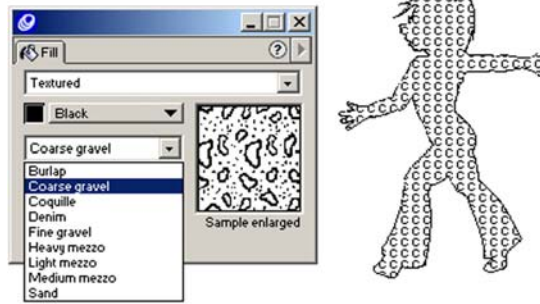 Fill
?
Textured
Black
Coarse gravel
Burlap
Coarse gravel
Coquille
Denim
Fine gravel
Heavy mezzo
Light mezzo
Medium mezzo
Sand
Sample enlarged